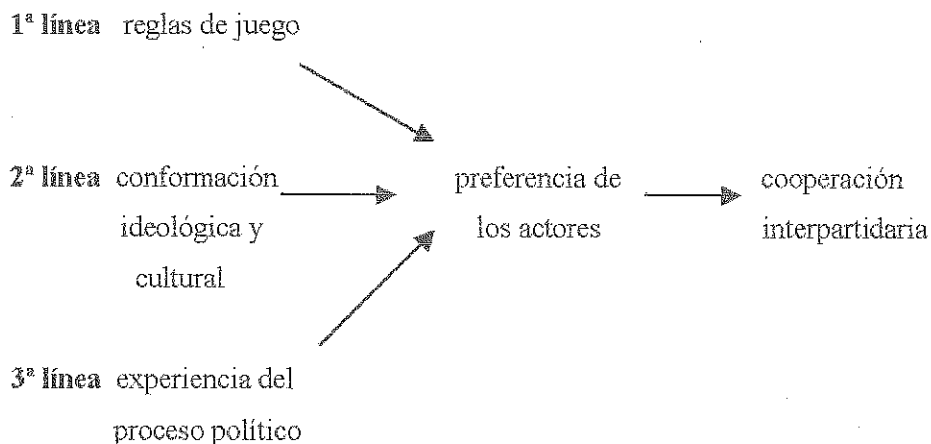 1ª línea reglas de juego
2ª línea conformación
ideológica y
cultural
preferencia de
los actores
cooperación
interpartidaria
3ª línea experiencia del
proceso político